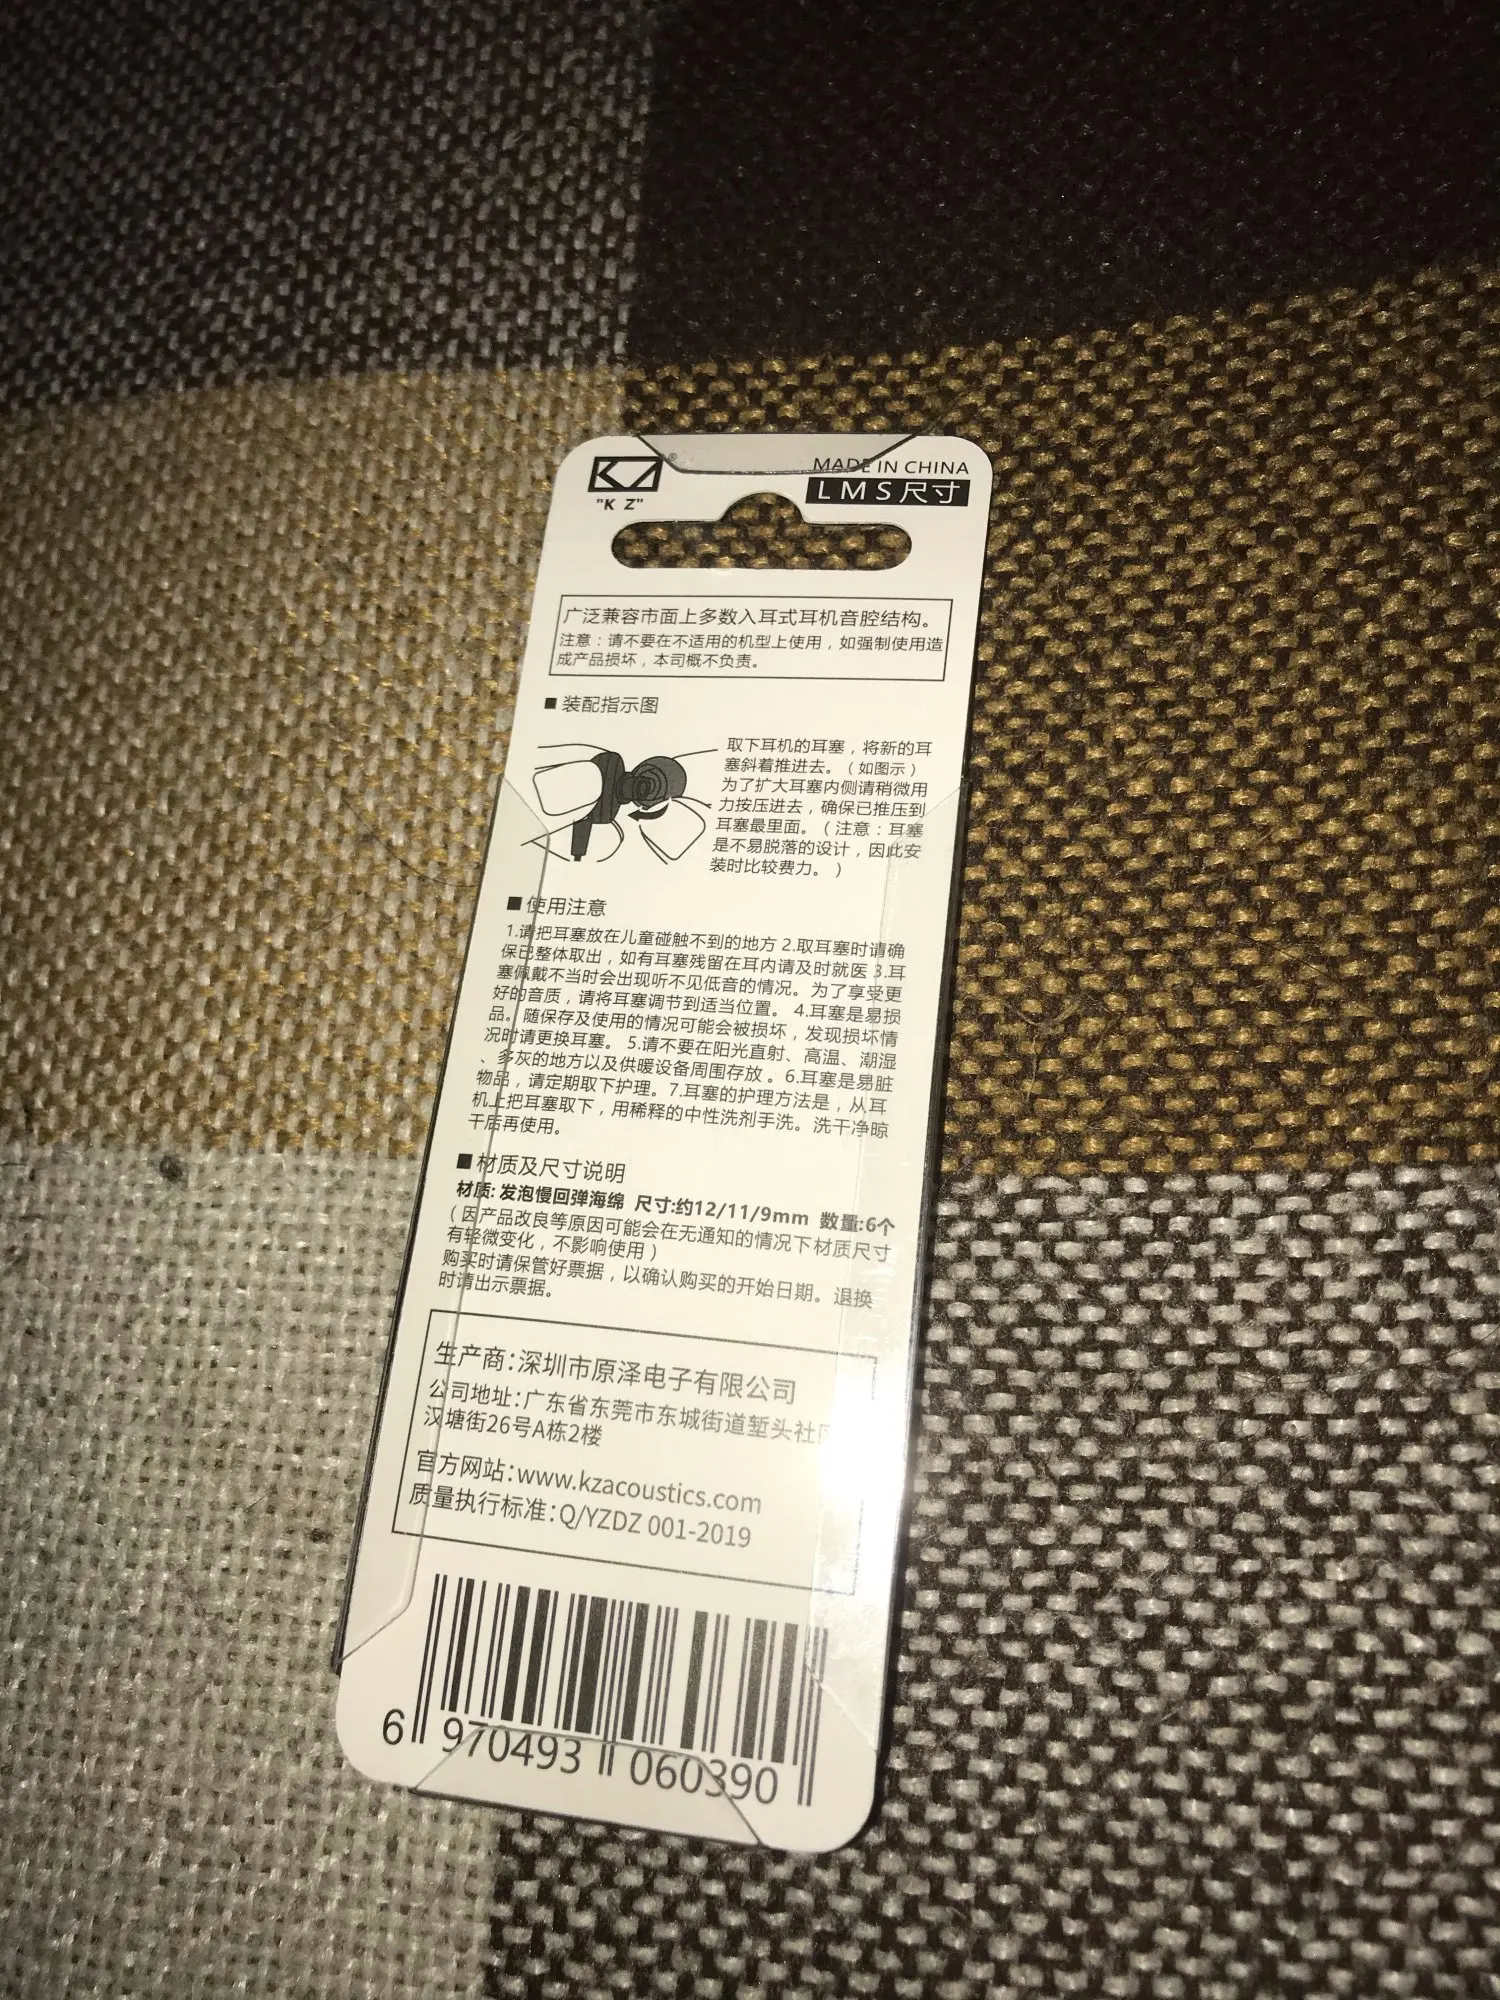 KZ ®
"K Z"
MADE IN CHINA
LMS尺寸
广泛兼容市面上多数入耳式耳机音腔结构。
注意：请不要在不适用的机型上使用，如强制使用造
成产品损坏，本司概不负责。
■ 装配指示图
取下耳机的耳塞，将新的耳
塞斜着推进去。（如图示）
为了扩大耳塞内侧请稍微用
力按压进去，确保已推压到
耳塞最里面。（注意：耳塞
是不易脱落的设计，因此安
装时比较费力。）
■ 使用注意
1.请把耳塞放在儿童碰触不到的地方 2.取耳塞时请确
保已整体取出，如有耳塞残留在耳内请及时就医 3.耳
塞佩戴不当时会出现听不见低音的情况。为了享受更
好的音质，请将耳塞调节到适当位置。 4.耳塞是易损
品。随保存及使用的情况可能会被损坏，发现损坏情
况时请更换耳塞。 5.请不要在阳光直射、高温、潮湿
、多灰的地方以及供暖设备周围存放 。6.耳塞是易脏
物品，请定期取下护理。7.耳塞的护理方法是，从耳
机上把耳塞取下，用稀释的中性洗剂手洗。洗干净晾
干后再使用。
■ 材质及尺寸说明
材质: 发泡慢回弹海绵 尺寸:约12/11/9mm 数量:6个
（因产品改良等原因可能会在无通知的情况下材质尺寸
有轻微变化，不影响使用）
购买时请保管好票据，以确认购买的开始日期。退换
时请出示票据。
生产商:深圳市原泽电子有限公司
公司地址:广东省东莞市东城街道堑头社区
汉塘街26号A栋2楼
官方网站:www.kzacoustics.com
质量执行标准:Q/YZDZ 001-2019
6 970493 060390